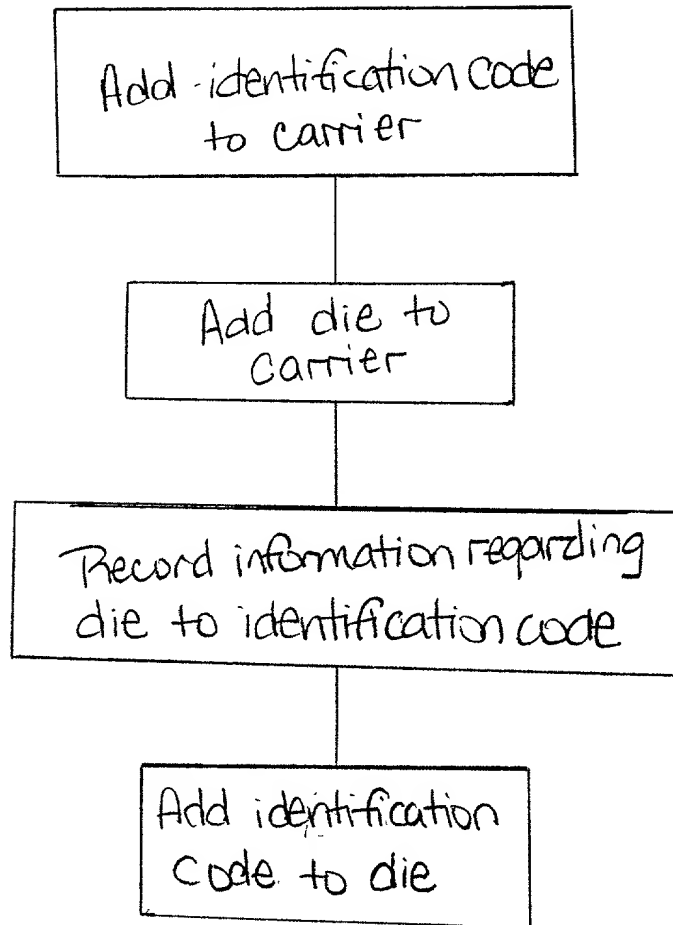 Add identification code
to carrier
Add die to
carrier
Record information regarding
die to identification code
Add identification
code to die